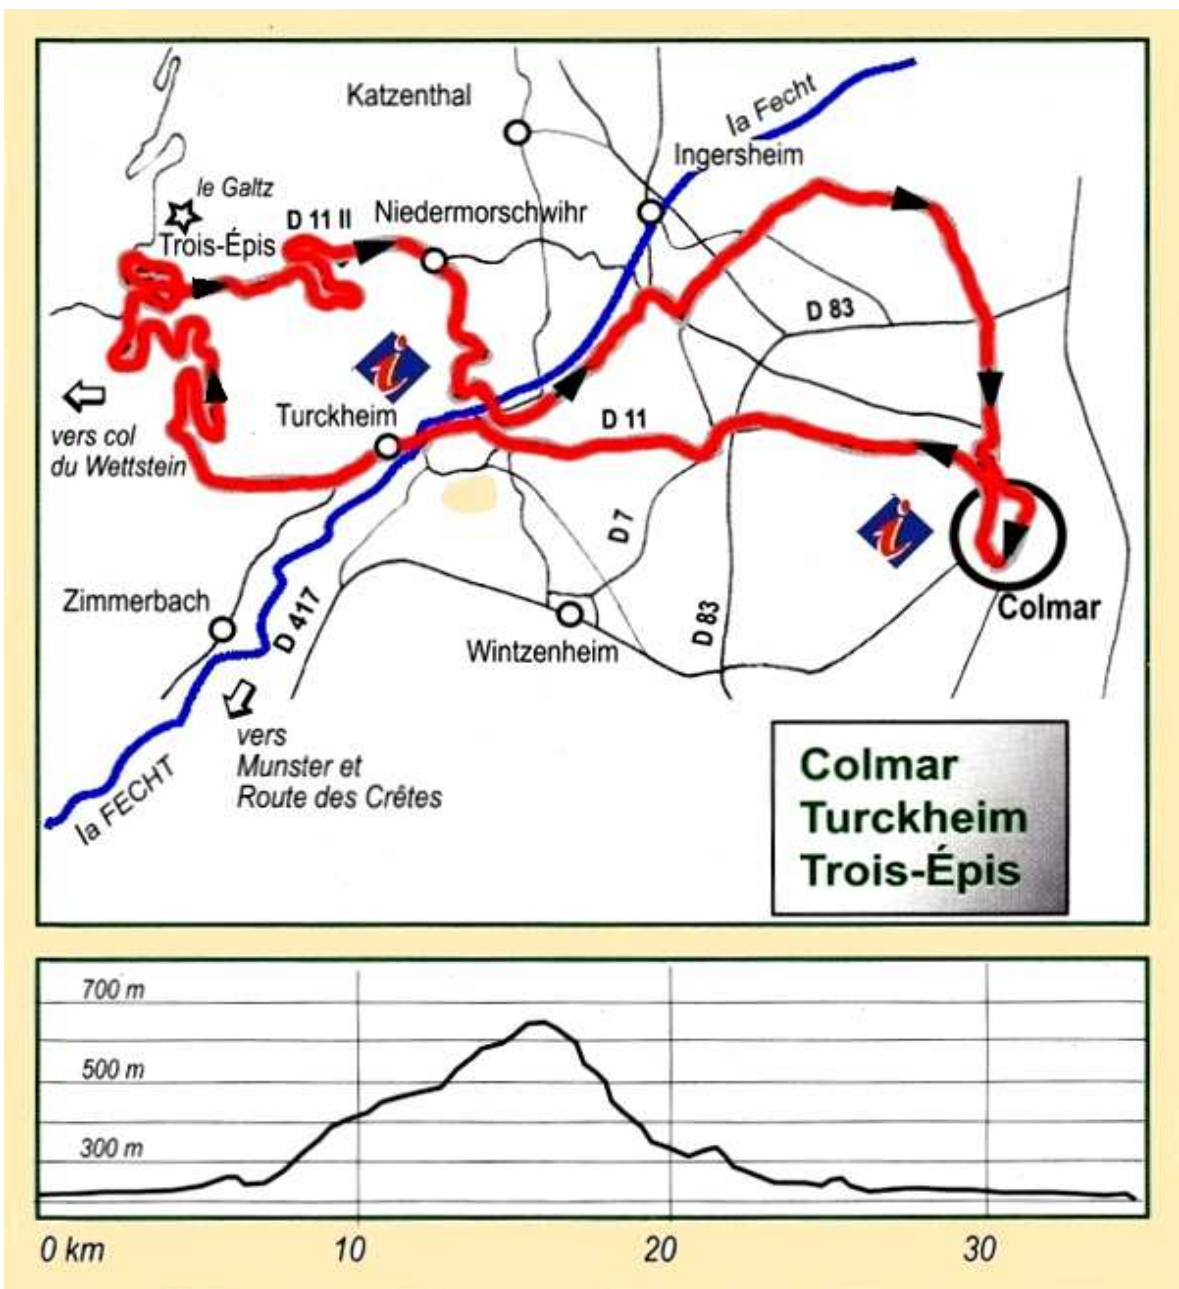 Katzenthal
la Fecht
Ingersheim
le Galtz
D 11 II
Niedermorschwihr
Trois-Épis
D 83
i
Turckheim
D 11
vers col
du Wettstein
i
D 7
Zimmerbach
D 417
Colmar
D 83
Wintzenheim
vers
Munster et
Route des Crêtes
la FECHT
Colmar
Turckheim
Trois-Épis
700 m
500 m
300 m
0 km
10
20
30